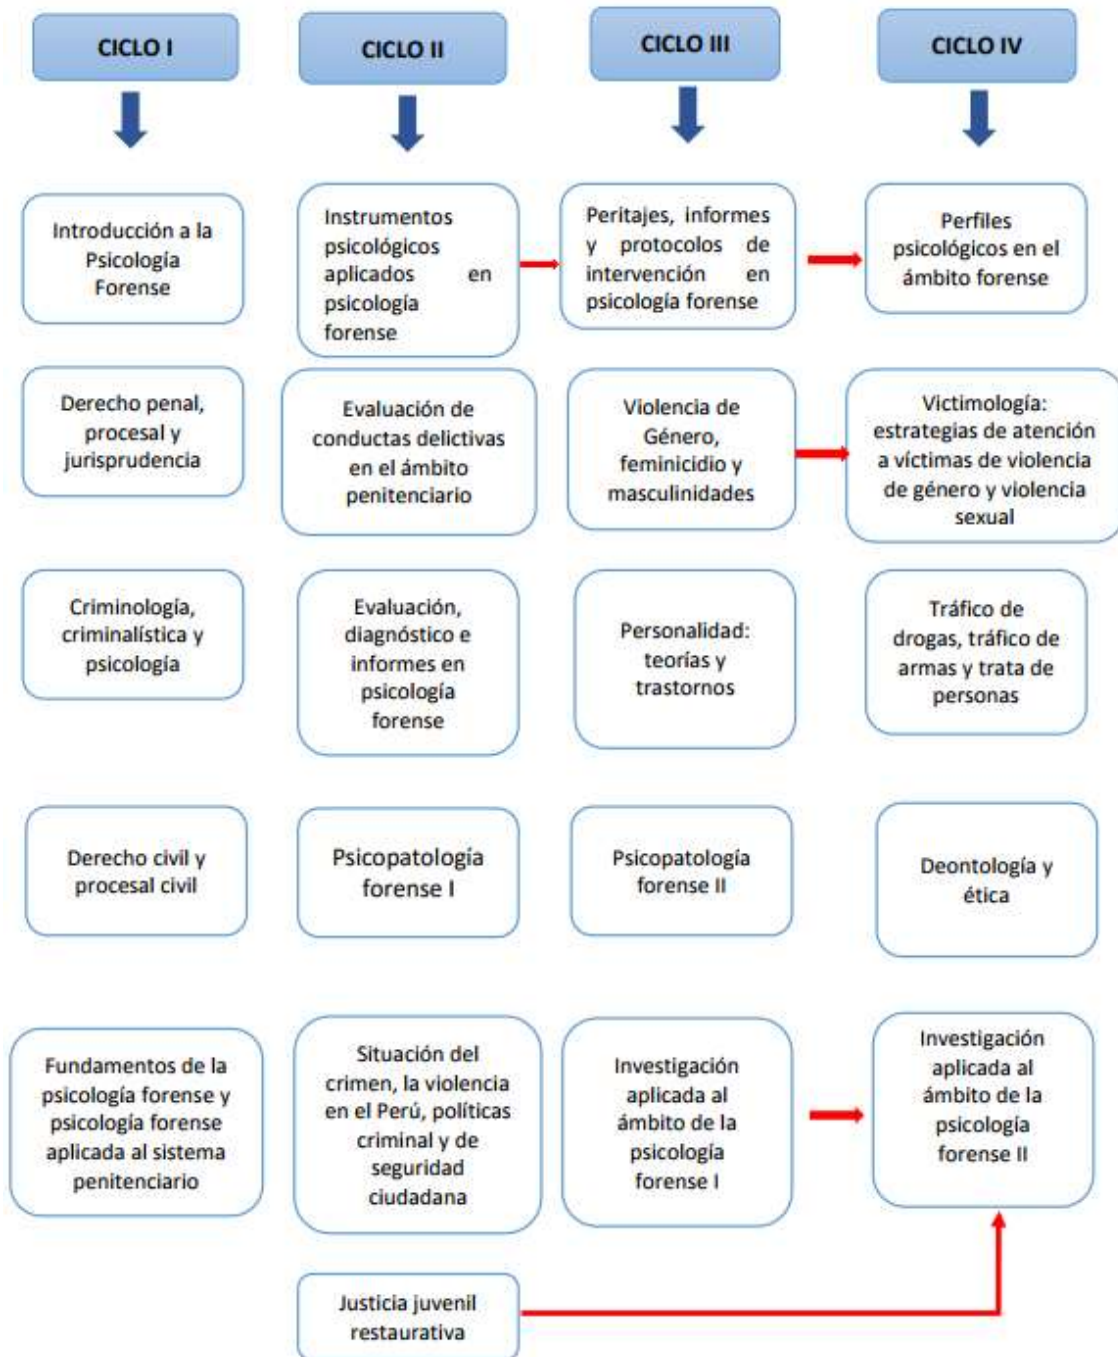 CICLO I
CICLO II
CICLO III
CICLO IV
Introducción a la
Psicología
Forense
Instrumentos
psicológicos
aplicados en
psicología
forense
Peritajes, informes
y protocolos de
intervención en
psicología forense
Perfiles
psicológicos en el
ámbito forense
Derecho penal,
procesal y
jurisprudencia
Evaluación de
conductas delictivas
en el ámbito
penitenciario
Violencia de
Género,
feminicidio y
masculinidades
Victimología:
estrategias de atención
a víctimas de violencia
de género y violencia
sexual
Criminología,
criminalística y
psicología
Evaluación,
diagnóstico e
informes en
psicología
forense
Personalidad:
teorías y
trastornos
Tráfico de
drogas, tráfico de
armas y trata de
personas
Derecho civil y
procesal civil
Psicopatología
forense I
Psicopatología
forense II
Deontología y
ética
Fundamentos de la
psicología forense y
psicología forense
aplicada al sistema
penitenciario
Situación del
crimen, la violencia
en el Perú, políticas
criminal y de
seguridad
ciudadana
Investigación
aplicada al
ámbito de la
psicología
forense I
Investigación
aplicada al
ámbito de la
psicología
forense II
Justicia juvenil
restaurativa